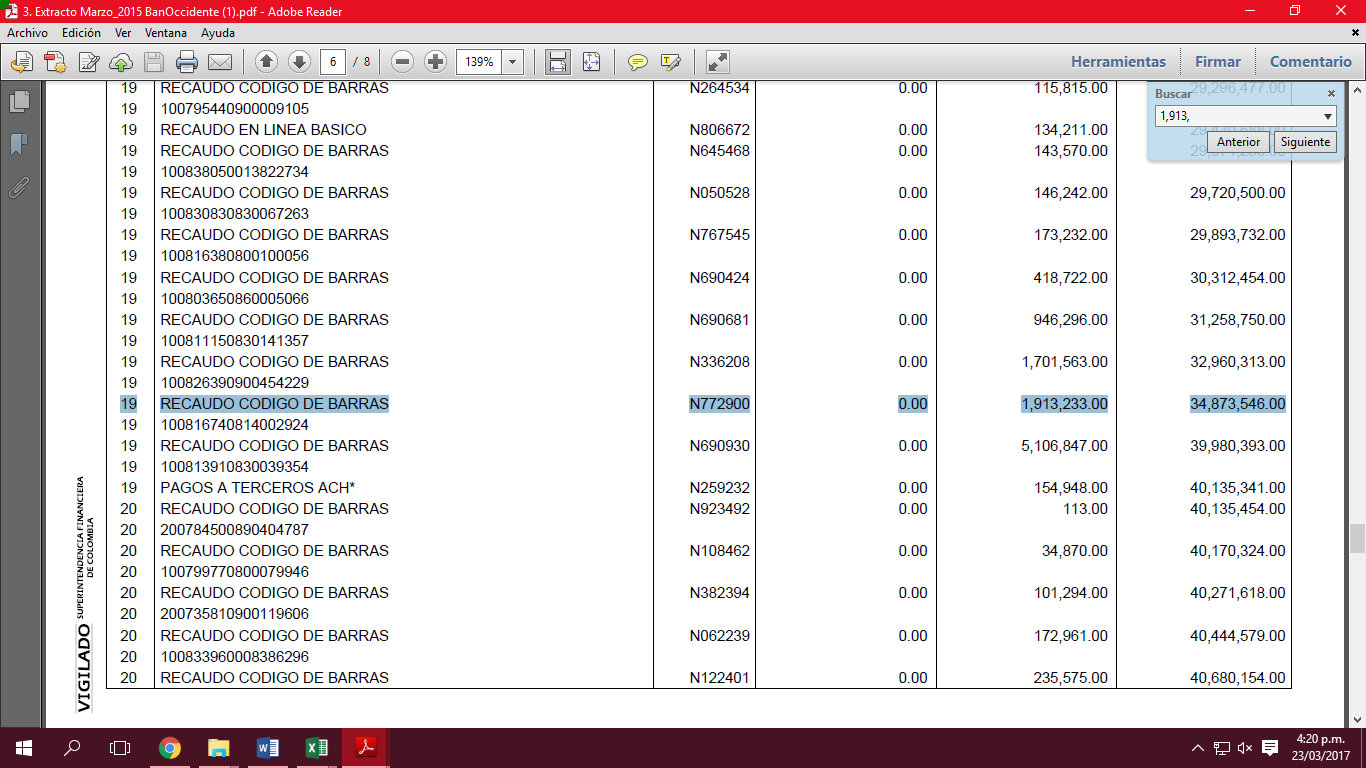 3. Extracto Marzo_2015 BanOccidente (1).pdf - Adobe Reader
Archivo Edición Ver Ventana Ayuda
6 / 8 139% Herramientas Firmar Comentario
Buscar
1,913,
Anterior Siguiente
19 RECAUDO CODIGO DE BARRAS N264534 0.00 115,815.00 29,296,477.00
19 100795440900009105
19 RECAUDO EN LINEA BASICO N806672 0.00 134,211.00
19 RECAUDO CODIGO DE BARRAS N645468 0.00 143,570.00
19 100838050013822734
19 RECAUDO CODIGO DE BARRAS N050528 0.00 146,242.00 29,720,500.00
19 100830830830067263
19 RECAUDO CODIGO DE BARRAS N767545 0.00 173,232.00 29,893,732.00
19 100816380800100056
19 RECAUDO CODIGO DE BARRAS N690424 0.00 418,722.00 30,312,454.00
19 100803650860005066
19 RECAUDO CODIGO DE BARRAS N690681 0.00 946,296.00 31,258,750.00
19 100811150830141357
19 RECAUDO CODIGO DE BARRAS N336208 0.00 1,701,563.00 32,960,313.00
19 100826390900454229
19 RECAUDO CODIGO DE BARRAS N772900 0.00 1,913,233.00 34,873,546.00
19 100816740814002924
19 RECAUDO CODIGO DE BARRAS N690930 0.00 5,106,847.00 39,980,393.00
19 100813910830039354
19 PAGOS A TERCEROS ACH* N259232 0.00 154,948.00 40,135,341.00
20 RECAUDO CODIGO DE BARRAS N923492 0.00 113.00 40,135,454.00
20 200784500890404787
20 RECAUDO CODIGO DE BARRAS N108462 0.00 34,870.00 40,170,324.00
20 100799770800079946
20 RECAUDO CODIGO DE BARRAS N382394 0.00 101,294.00 40,271,618.00
20 200735810900119606
20 RECAUDO CODIGO DE BARRAS N062239 0.00 172,961.00 40,444,579.00
20 100833960008386296
20 RECAUDO CODIGO DE BARRAS N122401 0.00 235,575.00 40,680,154.00
VIGILADO SUPERINTENDENCIA FINANCIERA
DE COLOMBIA
4:20 p.m.
23/03/2017